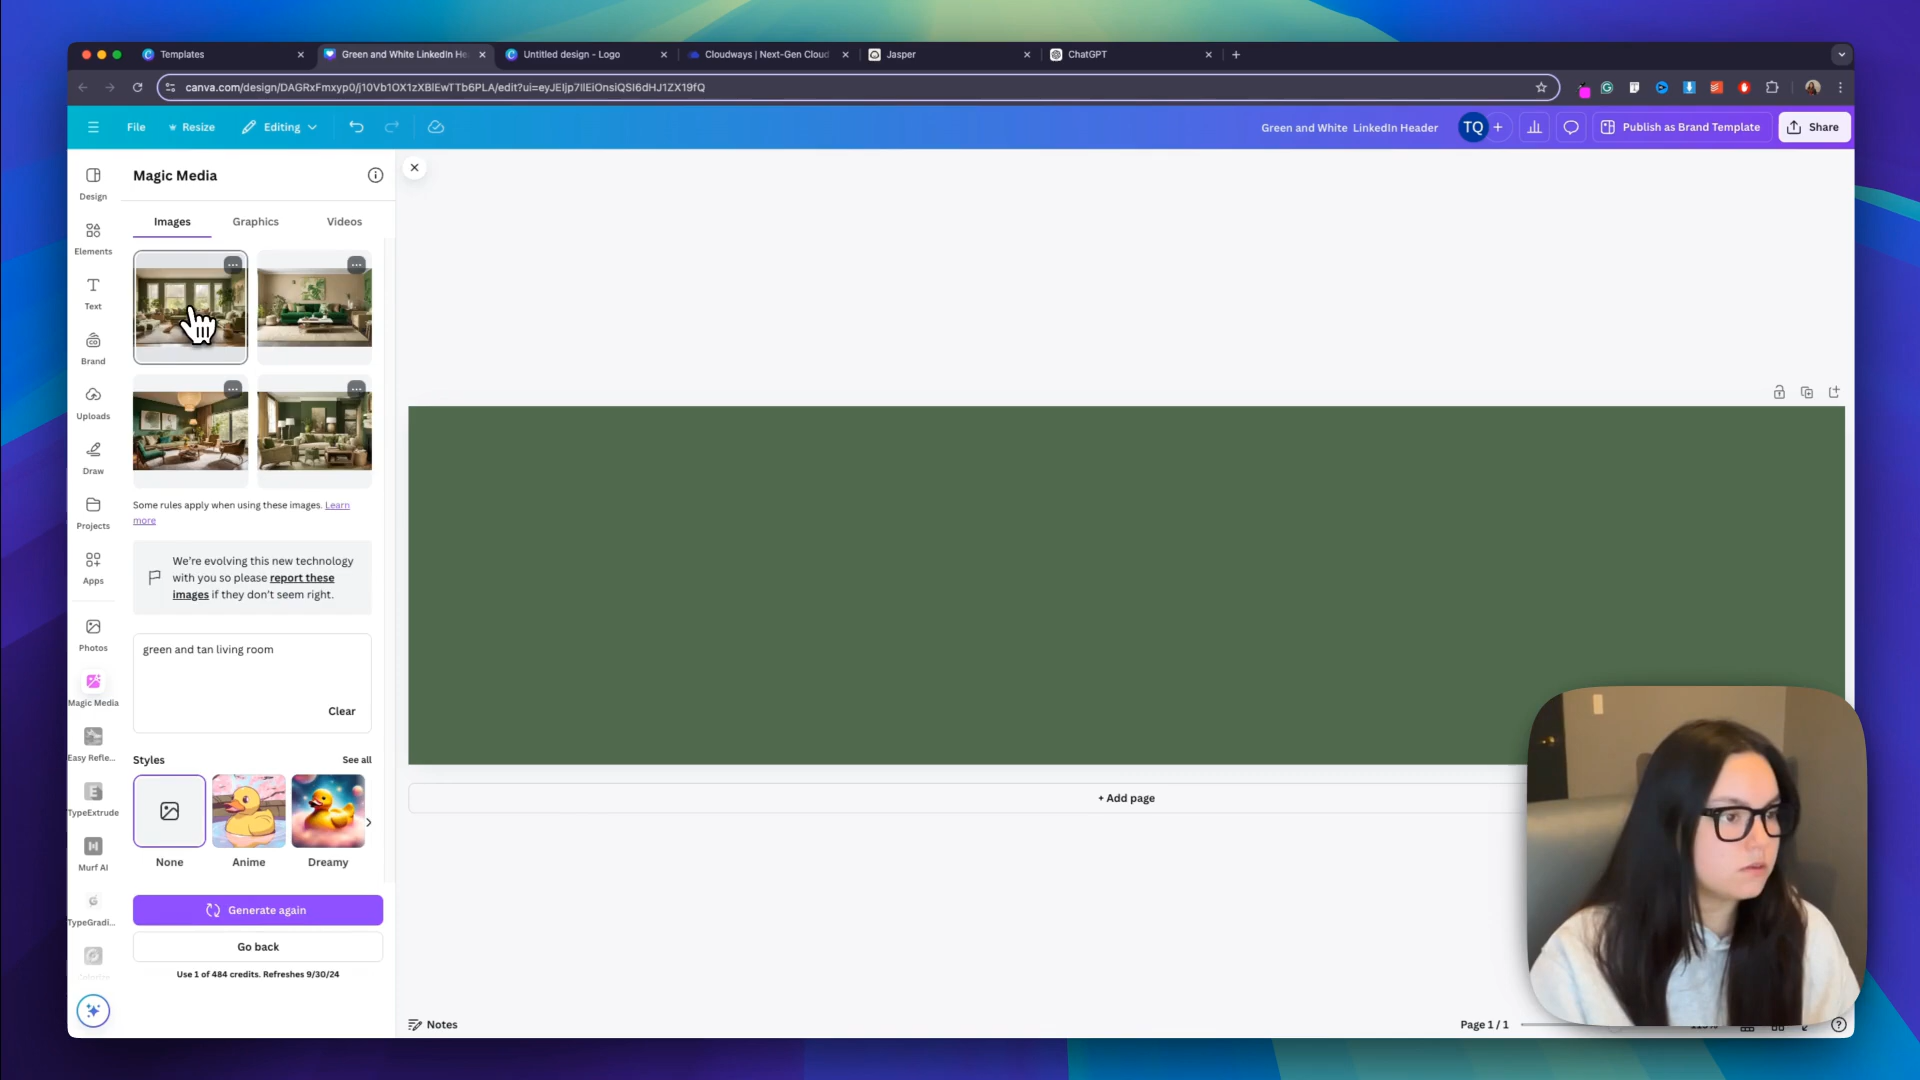 Templates
Green and White LinkedIn He
Untitled design - Logo
Cloudways | Next-Gen Cloud
Jasper
ChatGPT
canva.com/design/DAGRxFmxyp0/j10Vb1OX1zXBlEwTTb6PLA/edit?ui=eyJEIjp7IlEiOnsiQSI6dHJ1ZX19fQ
File
Resize
Editing
Green and White LinkedIn Header
TQ
Publish as Brand Template
Share
Design
Elements
Text
Brand
Uploads
Draw
Projects
Apps
Photos
Magic Media
Easy Refle...
TypeExtrude
Murf AI
TypeGradi...
Magic Media
Images
Graphics
Videos
Some rules apply when using these images. Learn
more
We're evolving this new technology
with you so please report these
images if they don't seem right.
green and tan living room
Clear
Styles
See all
None
Anime
Dreamy
Generate again
Go back
Use 1 of 484 credits. Refreshes 9/30/24
+ Add page
Notes
Page 1 / 1